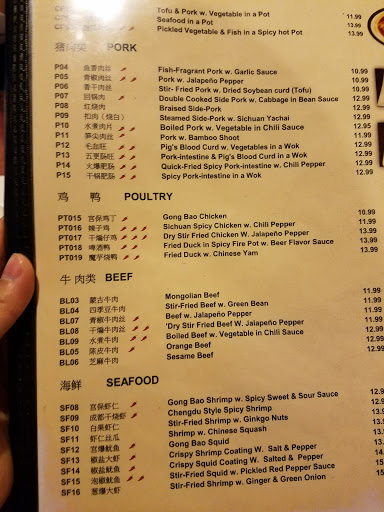 Tofu & Pork w. Vegetable in a Pot 11.99
Seafood in a Pot 13.99
Pickled Vegetable & Fish in a Spicy hot Pot 13.99
猪肉类 PORK
P04 鱼香肉丝 Fish-Fragrant Pork w. Garlic Sauce 10.99
P05 青椒肉丝 Pork w. Jalapeño Pepper 10.99
P06 香干肉丝 Stir- Fried Pork w. Dried Soybean curd (Tofu) 10.99
P07 回锅肉 Double Cooked Side Pork w. Cabbage in Bean Sauce 12.99
P08 红烧肉 Braised Side-Pork 12.99
P09 扣肉 (烧白) Steamed Side-Pork w. Sichuan Yachai 13.99
P10 水煮肉片 Boiled Pork w. Vegetable in Chili Sauce 12.99
P11 笋尖肉丝 Pork w. Bamboo Shoot 11.99
P12 毛血旺 Pig's Blood Curd w. Vegetables in a Wok 11.99
P13 五更肠旺 Pork-intestine & Pig's Blood Curd in a Wok 13.99
P14 火爆肥肠 Quick-Fried Spicy Pork-intestine w. Chili Pepper 13.99
P15 干锅肥肠 Spicy Pork-intestine in a Wok 13.99
鸡 鸭 POULTRY
PT015 宫保鸡丁 Gong Bao Chicken 10.99
PT016 辣子鸡 Sichuan Spicy Chicken w. Chili Pepper 12.99
PT017 干煸仔鸡 Dry Stir Fried Chicken W. Jalapeño Pepper 12.99
PT018 啤酒鸭 Fried Duck in Spicy Fire Pot w. Beer Flavor Sauce 13.99
PT019 魔芋烧鸭 Fried Duck w. Chinese Yam 13.99
牛 肉类 BEEF
BL03 蒙古牛肉 Mongolian Beef 11.99
BL04 四季豆牛肉 Stir-Fried Beef w. Green Bean 11.99
BL07 青椒牛肉丝 Beef w. Jalapeño Pepper 11.99
BL08 干煸牛肉丝 'Dry Stir Fried Beef W. Jalapeño Pepper 12.99
BL09 水煮牛肉 Boiled Beef w. Vegetable in Chili Sauce 12.99
BL05 陈皮牛肉 Orange Beef 12.99
BL06 芝麻牛肉 Sesame Beef 12.99
海鲜 SEAFOOD
SF08 宫保虾仁 Gong Bao Shrimp w. Spicy Sweet & Sour Sauce
SF09 成都干烧虾 Chengdu Style Spicy Shrimp
SF10 白果虾仁 Stir-Fried Shrimp w. Ginkgo Nuts
SF11 虾仁丝瓜 Shrimp w. Chinese Squash
SF12 宫爆鱿鱼 Gong Bao Squid
SF13 椒盐大虾 Crispy Shrimp Coating W. Salt & Pepper
SF14 椒盐鱿鱼 Crispy Squid Coating W. Salted & Pepper
SF15 泡椒鱿鱼 Stir-Fried Squid w. Pickled Red Pepper Sauce
SF16 葱爆大虾 Stir-Fried Shrimp w. Ginger & Green Onion